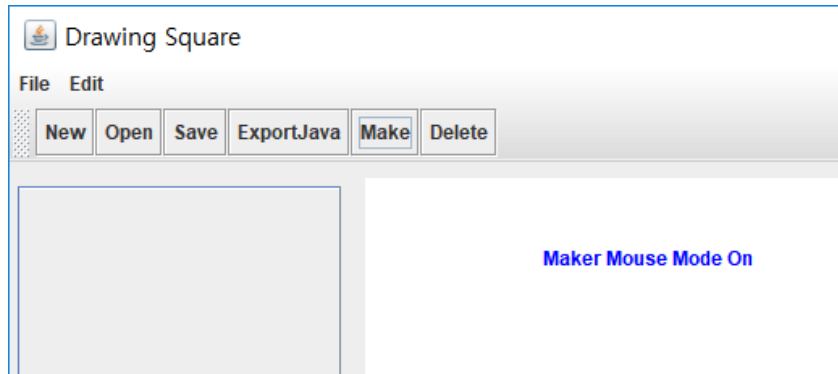 Drawing Square
File Edit
New Open Save ExportJava Make Delete
Maker Mouse Mode On